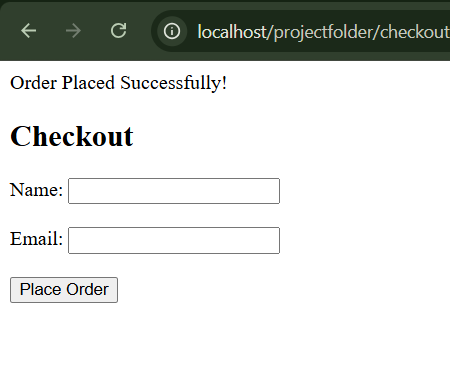 localhost/projectfolder/checkout
Order Placed Successfully!
Checkout
Name:
Email:
Place Order